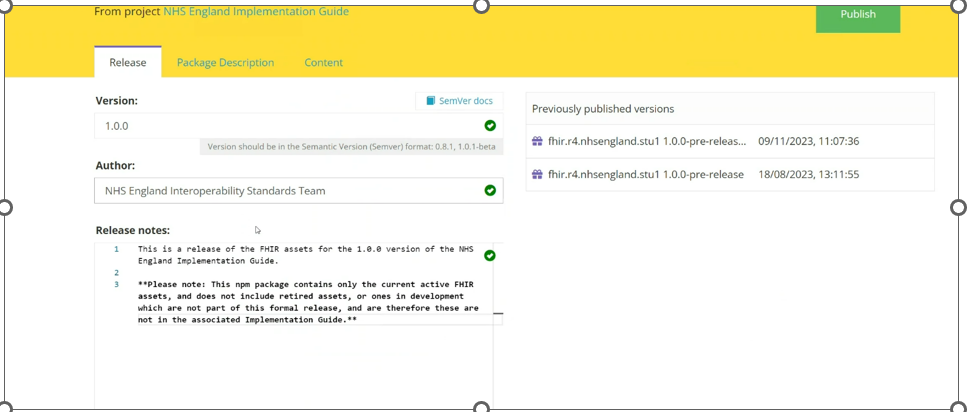 From project NHS England Implementation Guide
Publish
Release
Package Description
Content
Version:
SemVer docs
1.0.0
Version should be in the Semantic Version (Semver) format: 0.8.1, 1.0.1-beta
Author:
NHS England Interoperability Standards Team
Release notes:
1 This is a release of the FHIR assets for the 1.0.0 version of the NHS
England Implementation Guide.
2
3 **Please note: This npm package contains only the current active FHIR
assets, and does not include retired assets, or ones in development
which are not part of this formal release, and are therefore these are
not in the associated Implementation Guide.**
Previously published versions
fhir.r4.nhsengland.stu1 1.0.0-pre-releas... 09/11/2023, 11:07:36
fhir.r4.nhsengland.stu1 1.0.0-pre-release 18/08/2023, 13:11:55